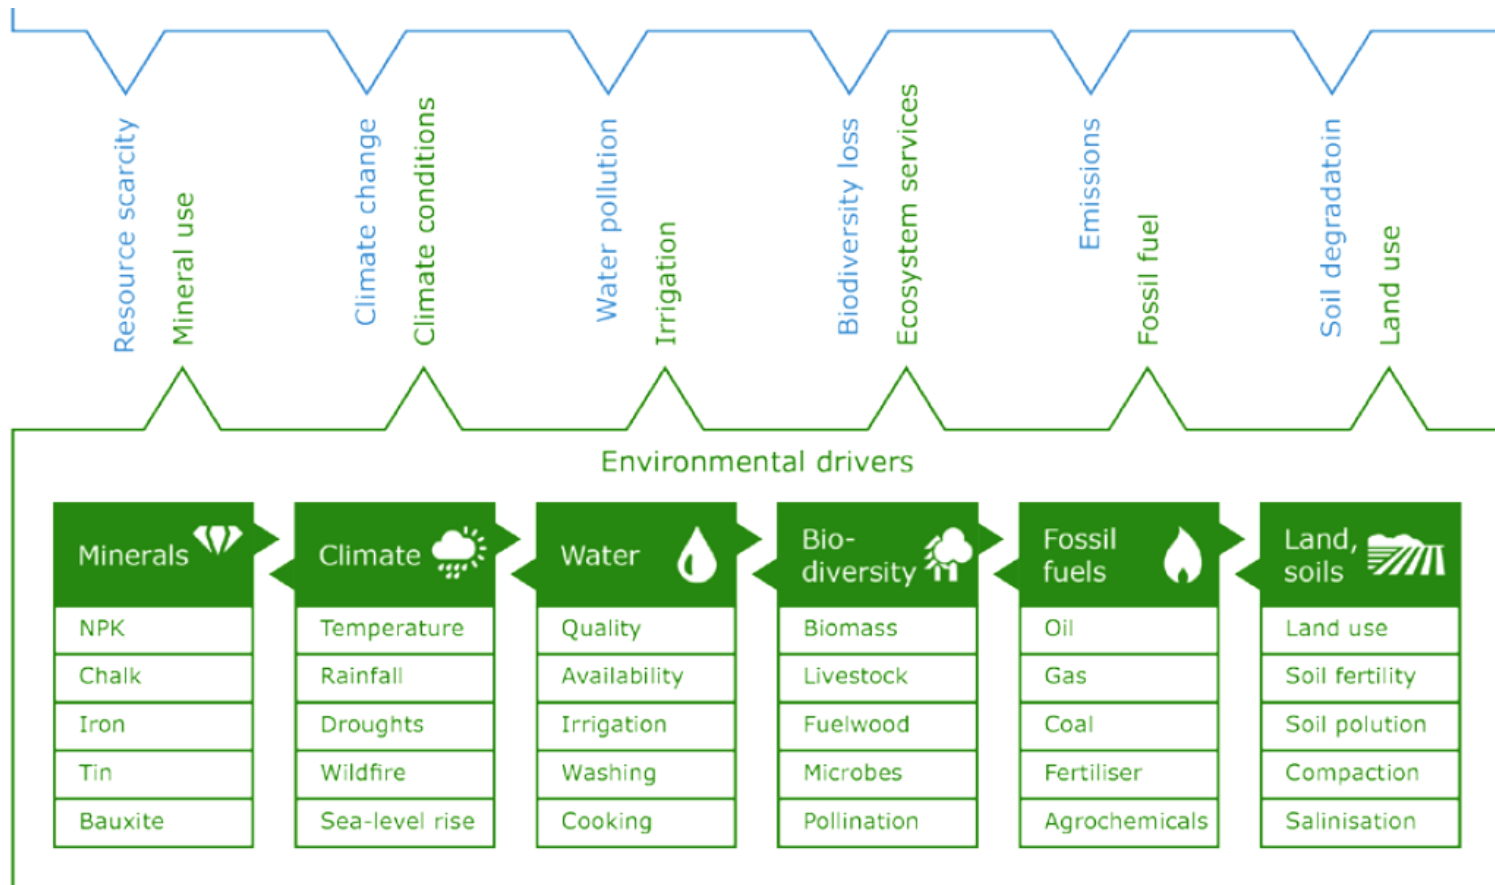 Resource scarcity
Mineral use
Climate change
Climate conditions
Water pollution
Irrigation
Biodiversity loss
Ecosystem services
Emissions
Fossil fuel
Soil degradatoin
Land use
Environmental drivers
Minerals
NPK
Chalk
Iron
Tin
Bauxite
Climate
Temperature
Rainfall
Droughts
Wildfire
Sea-level rise
Water
Quality
Availability
Irrigation
Washing
Cooking
Bio-
diversity
Biomass
Livestock
Fuelwood
Microbes
Pollination
Fossil
fuels
Oil
Gas
Coal
Fertiliser
Agrochemicals
Land,
soils
Land use
Soil fertility
Soil polution
Compaction
Salinisation